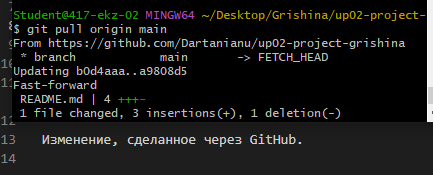 Student@417-ekz-02 MINGW64 ~/Desktop/Grishina/up02-project-
$ git pull origin main
From https://github.com/Dartanianu/up02-project-grishina
 * branch            main       -> FETCH_HEAD
Updating b0d4aaa..a9808d5
Fast-forward
 README.md | 4 +++-
 1 file changed, 3 insertions(+), 1 deletion(-)
13 Изменение, сделанное через GitHub.
14